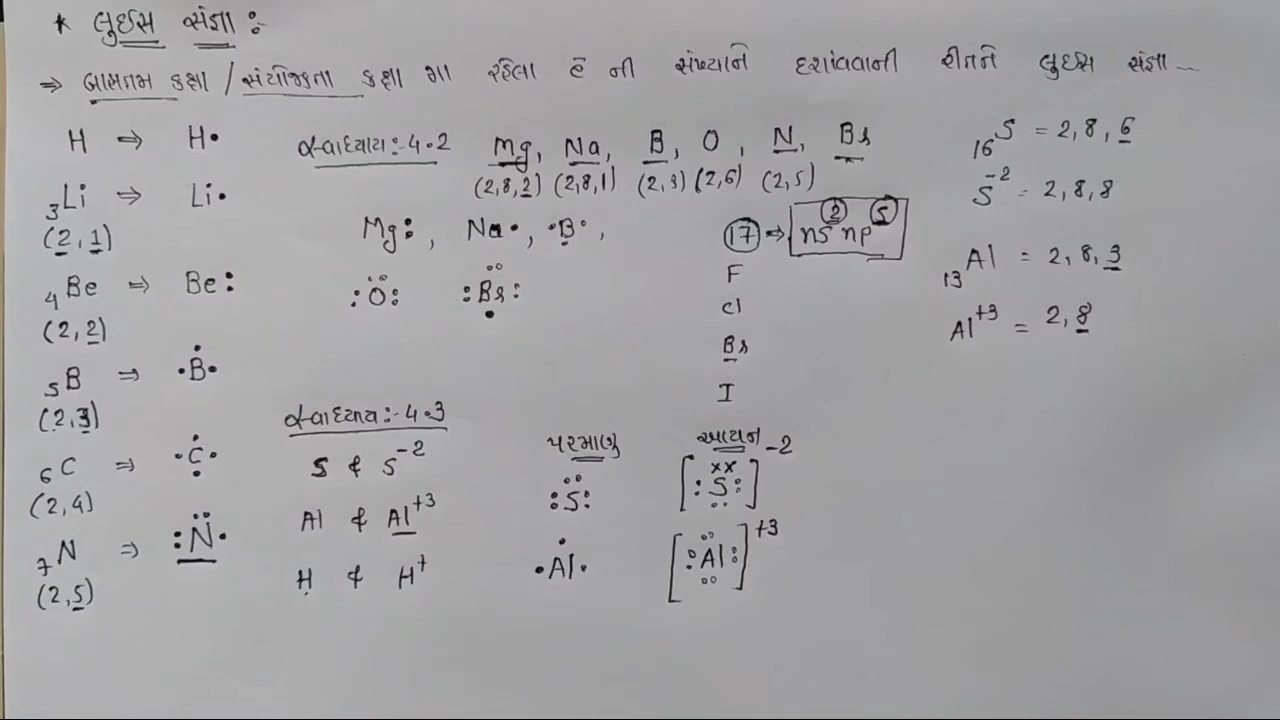 * લુઈસ સંજ્ઞા :
⇒ બાહ્યતમ કક્ષા / સંયોજકતા કક્ષા મા રહેલા e ની સંખ્યાને દર્શાવવાની રીતને લુઇસ સંજ્ઞા ...
H ⇒ H•
₃Li ⇒ Li•
(2, 1)
₄Be ⇒ Be:
(2, 2)
₅B ⇒ •B•
(2, 3)
₆C ⇒ •C•
(2, 4)
₇N ⇒ :N•
(2, 5)
સ્વાધ્યાય :- 4.2 Mg, Na, B, O, N, Br
(2,8,2) (2,8,1) (2,3) (2,6) (2,5)
Mg:, Na•, •B•,
:O: :Br:
17 ⇒ ns² np⁵
F
Cl
Br
I
₁₆S = 2, 8, 6
S⁻² = 2, 8, 8
₁₃Al = 2, 8, 3
Al⁺³ = 2, 8
સ્વાધ્યાય :- 4.3
S & S⁻²
Al & Al⁺³
H & H⁺
પરમાણુ આયન
:S: [:S:]⁻²
•Al• [:Al:]⁺³